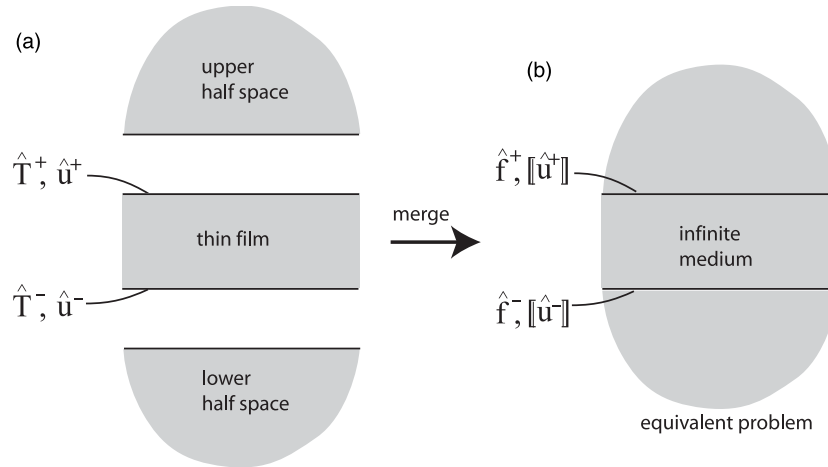 (a)
upper
half space
T̂⁺, û⁺
thin film
T̂⁻, û⁻
lower
half space
merge
(b)
f̂⁺, ⟦û⁺⟧
infinite
medium
f̂⁻, ⟦û⁻⟧
equivalent problem